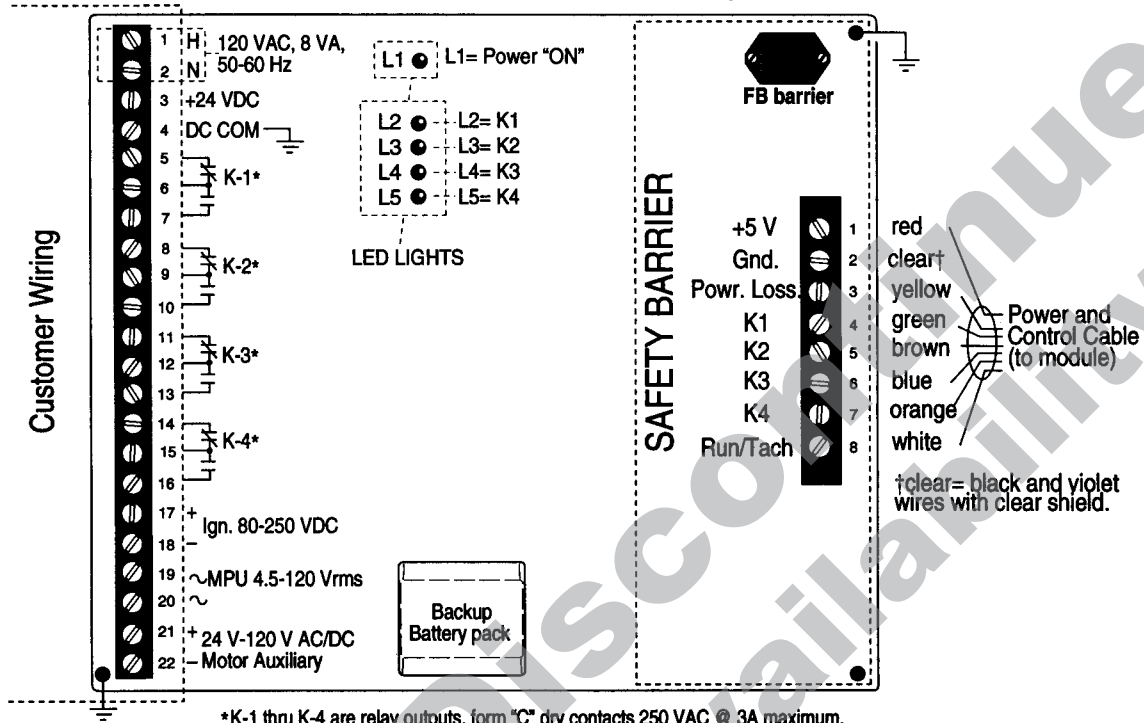 Customer Wiring
1 H 120 VAC, 8 VA,
2 N 50-60 Hz
3 +24 VDC
4 DC COM
5
6 K-1*
7
8
9 K-2*
10
11
12 K-3*
13
14
15 K-4*
16
17 +
Ign. 80-250 VDC
18 –
19 ~MPU 4.5-120 Vrms
20 ~
21 + 24 V-120 V AC/DC
22 – Motor Auxiliary
L1 L1= Power “ON”
L2 L2= K1
L3 L3= K2
L4 L4= K3
L5 L5= K4
LED LIGHTS
Backup
Battery pack
SAFETY BARRIER
FB barrier
+5 V 1 red
Gnd. 2 clear†
Powr. Loss 3 yellow
K1 4 green
K2 5 brown
K3 6 blue
K4 7 orange
Run/Tach 8 white
Power and
Control Cable
(to module)
†clear= black and violet
wires with clear shield.
*K-1 thru K-4 are relay outputs, form “C” dry contacts 250 VAC @ 3A maximum.
Discontinue
vailability